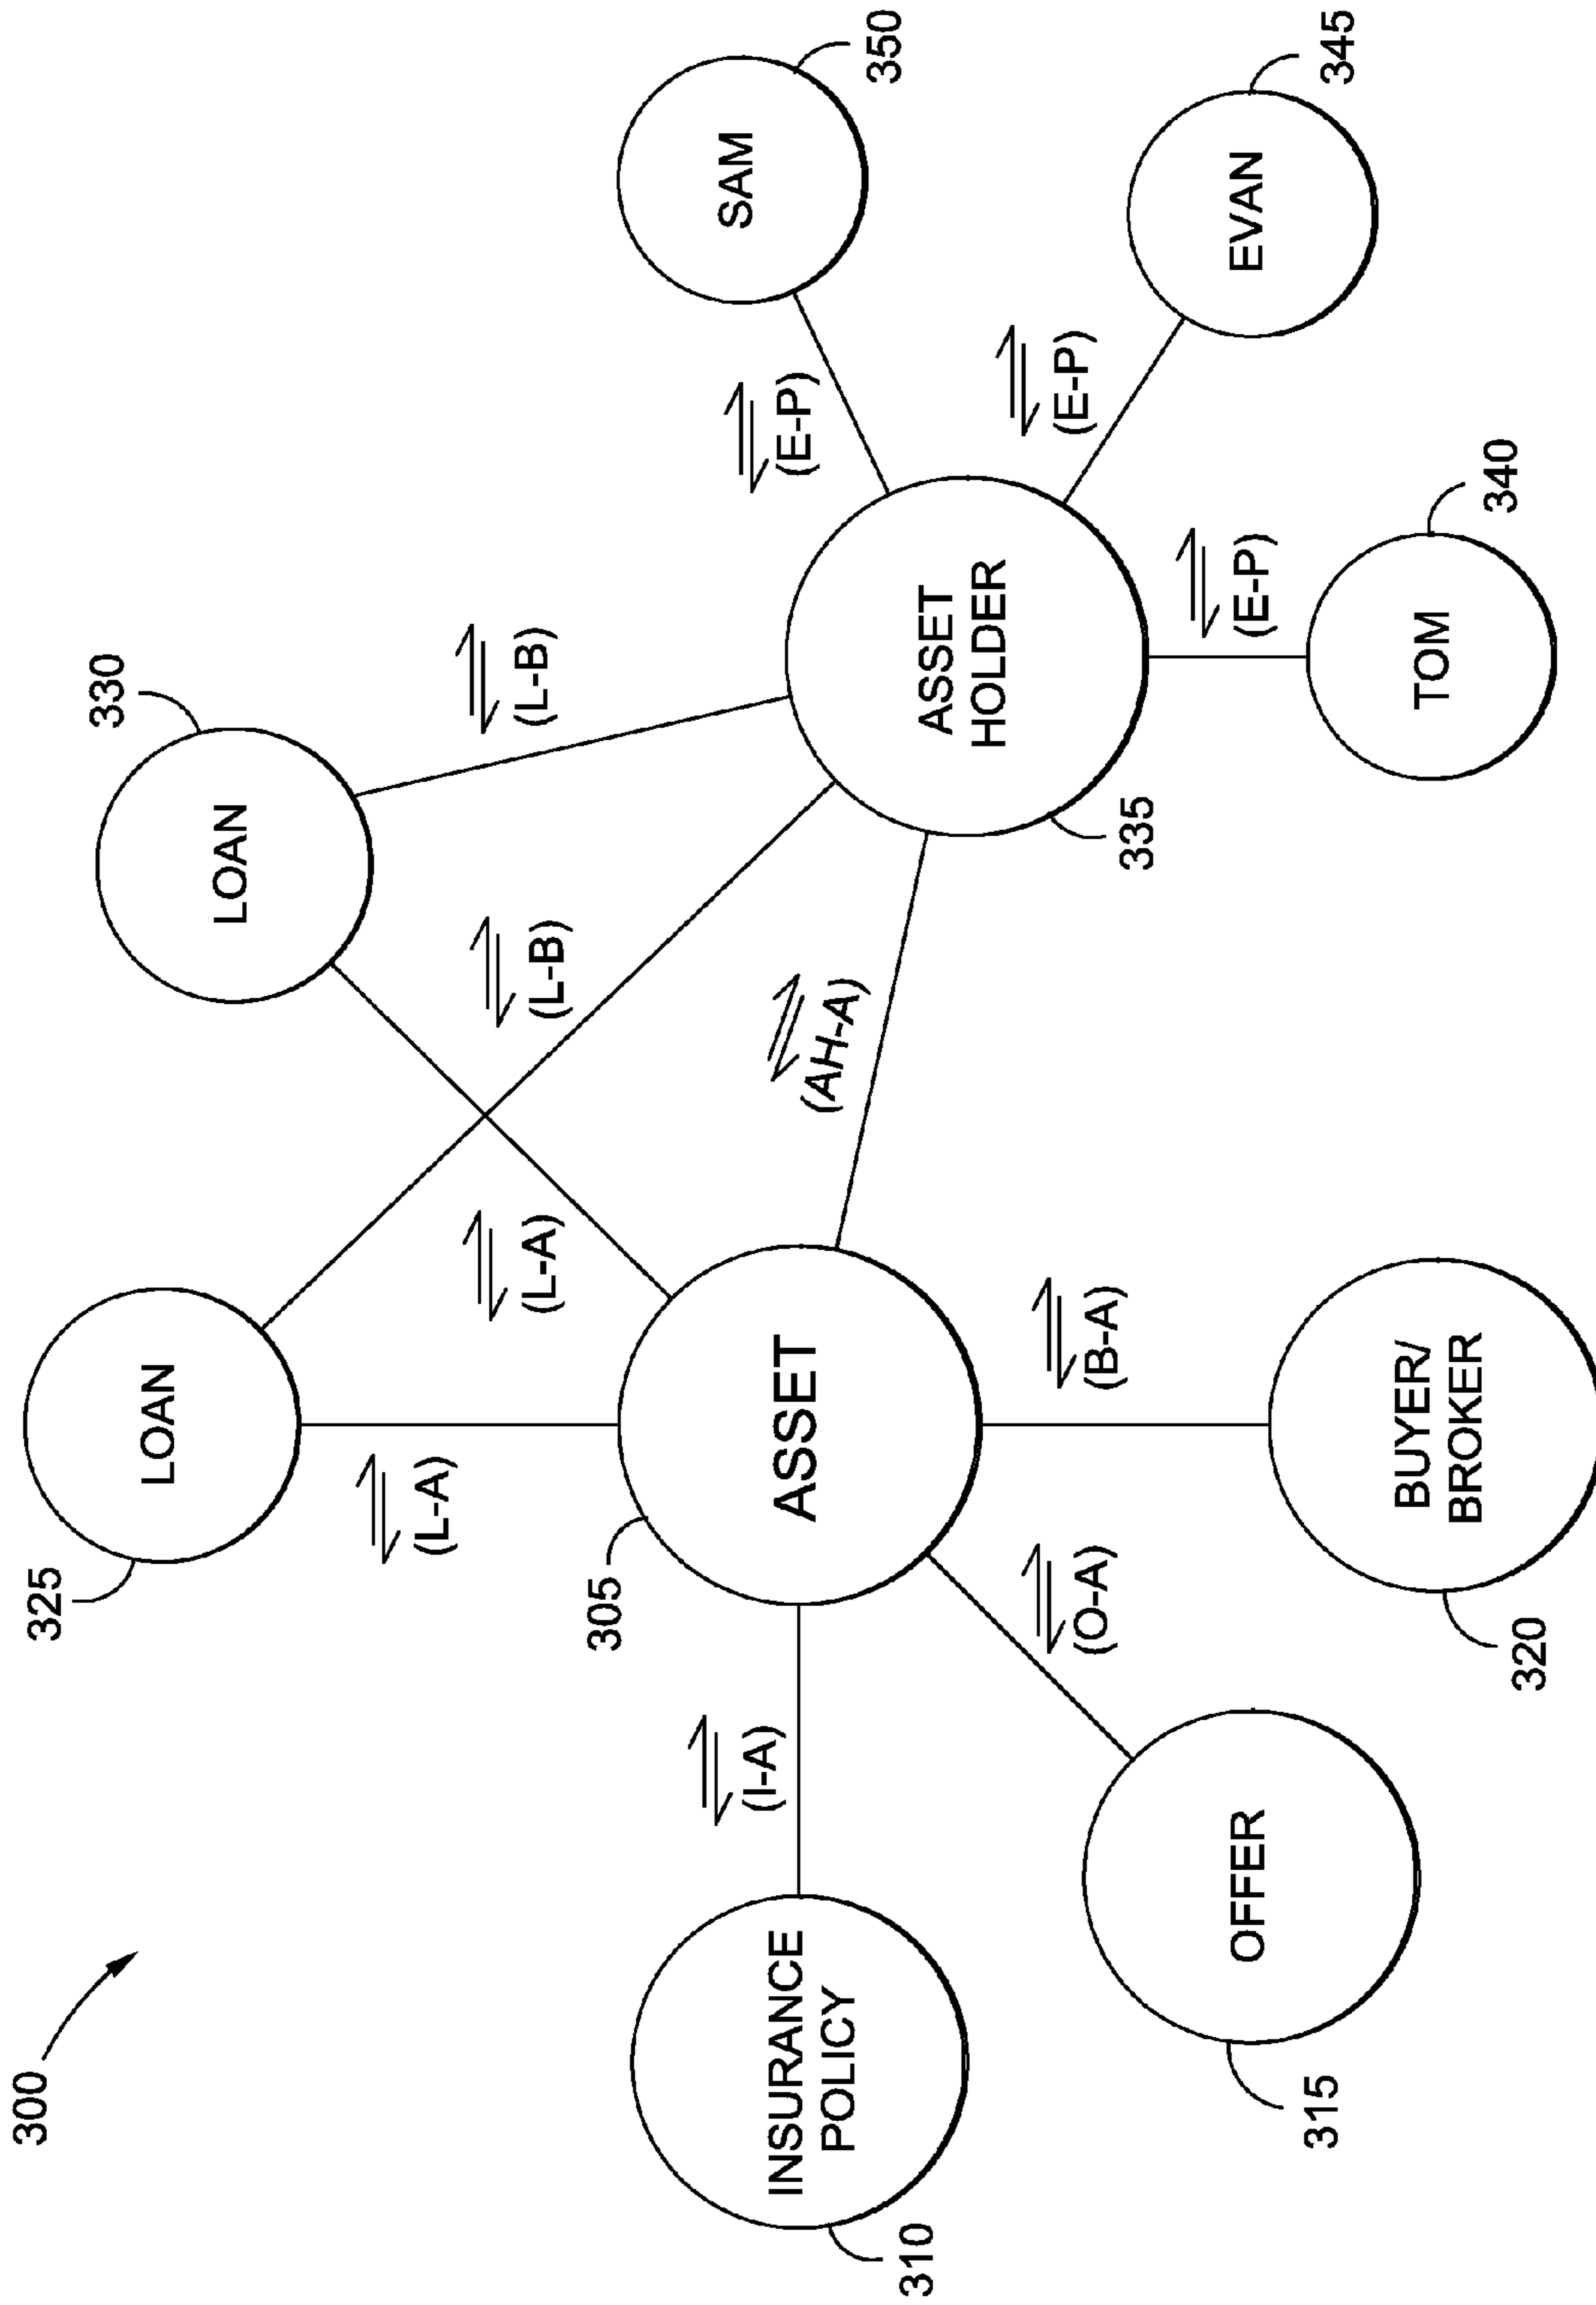 300
325
LOAN
(L-A)
330
LOAN
(L-B)
(L-B)
(L-A)
305
ASSET
(AH-A)
ASSET
HOLDER
335
(E-P)
SAM
350
(E-P)
EVAN
345
(E-P)
TOM
340
(I-A)
INSURANCE
POLICY
310
(O-A)
OFFER
315
(B-A)
BUYER/
BROKER
320